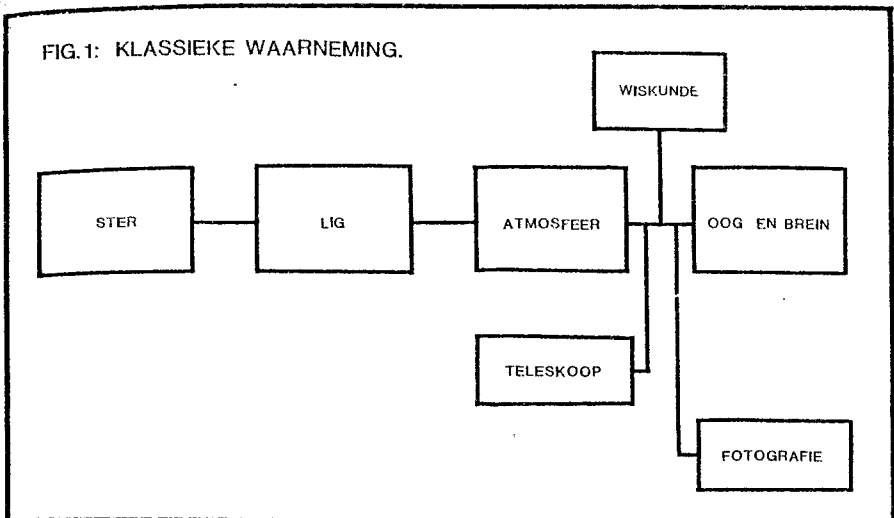 FIG.1: KLASSIEKE WAARNEMING.
WISKUNDE
STER
LIG
ATMOSFEER
OOG EN BREIN
TELESKOOP
FOTOGRAFIE